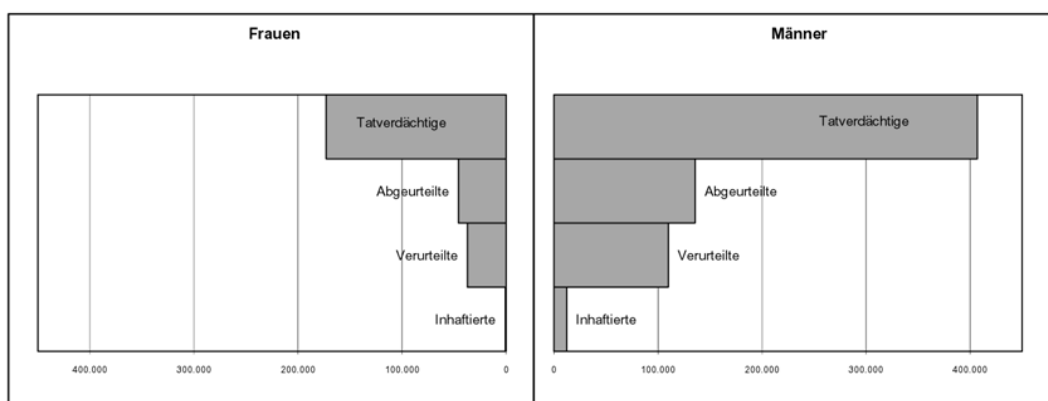 Frauen
Männer
Tatverdächtige
Tatverdächtige
Abgeurteilte
Abgeurteilte
Verurteilte
Verurteilte
Inhaftierte
Inhaftierte
400.000 300.000 200.000 100.000 0
0 100.000 200.000 300.000 400.000